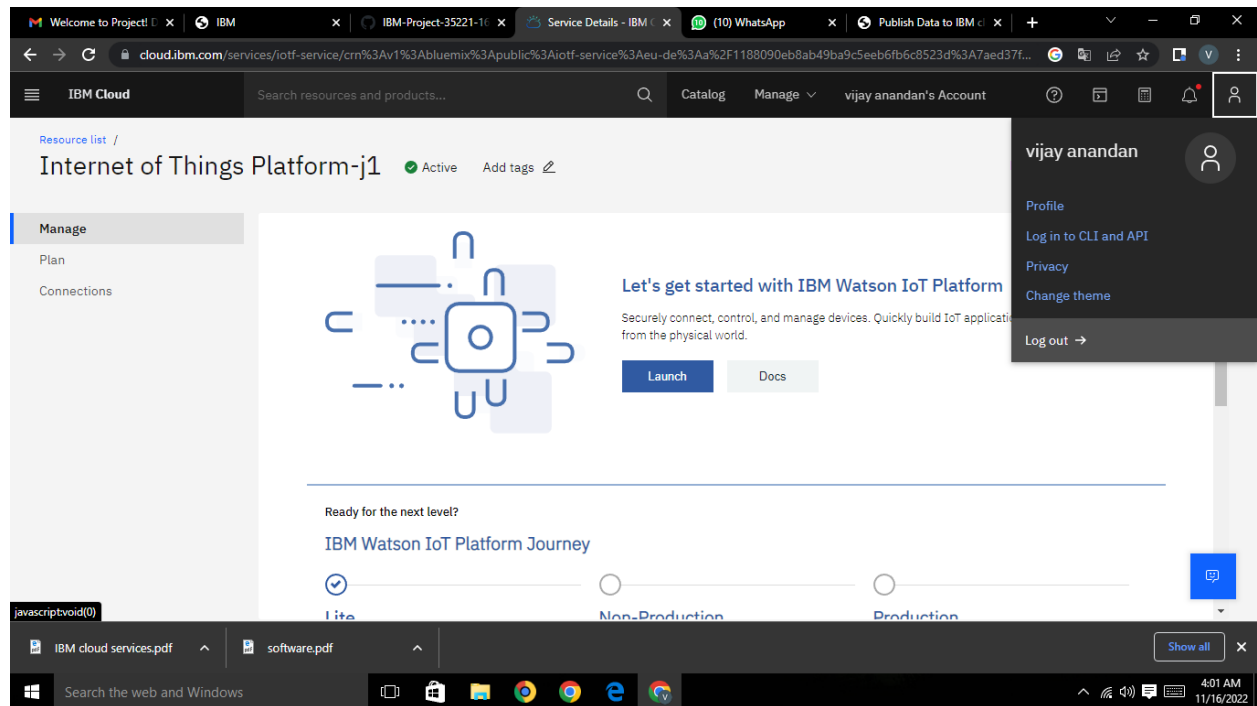 Welcome to Project! D
IBM
IBM-Project-35221-16
Service Details - IBM C
(10) WhatsApp
Publish Data to IBM cl
cloud.ibm.com/services/iotf-service/crn%3Av1%3Abluemix%3Apublic%3Aiotf-service%3Aeu-de%3Aa%2F1188090eb8ab49ba9c5eeb6fb6c8523d%3A7aed37f...
V
IBM Cloud
Search resources and products...
Catalog
Manage
vijay anandan's Account
Resource list /
Internet of Things Platform-j1
Active
Add tags
vijay anandan
Profile
Log in to CLI and API
Privacy
Change theme
Log out →
Manage
Plan
Connections
Let's get started with IBM Watson IoT Platform
Securely connect, control, and manage devices. Quickly build IoT applicatio
from the physical world.
Launch
Docs
Ready for the next level?
IBM Watson IoT Platform Journey
Lite
Non-Production
Production
javascript:void(0)
IBM cloud services.pdf
software.pdf
Show all
Search the web and Windows
4:01 AM
11/16/2022